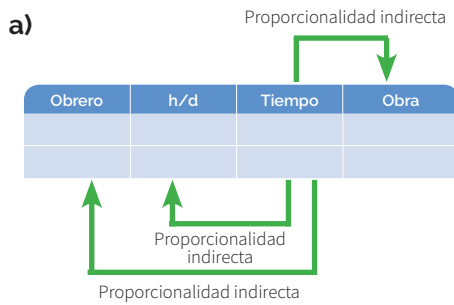 Proporcionalidad indirecta
a)
Obrero h/d Tiempo Obra
Proporcionalidad
indirecta
Proporcionalidad indirecta